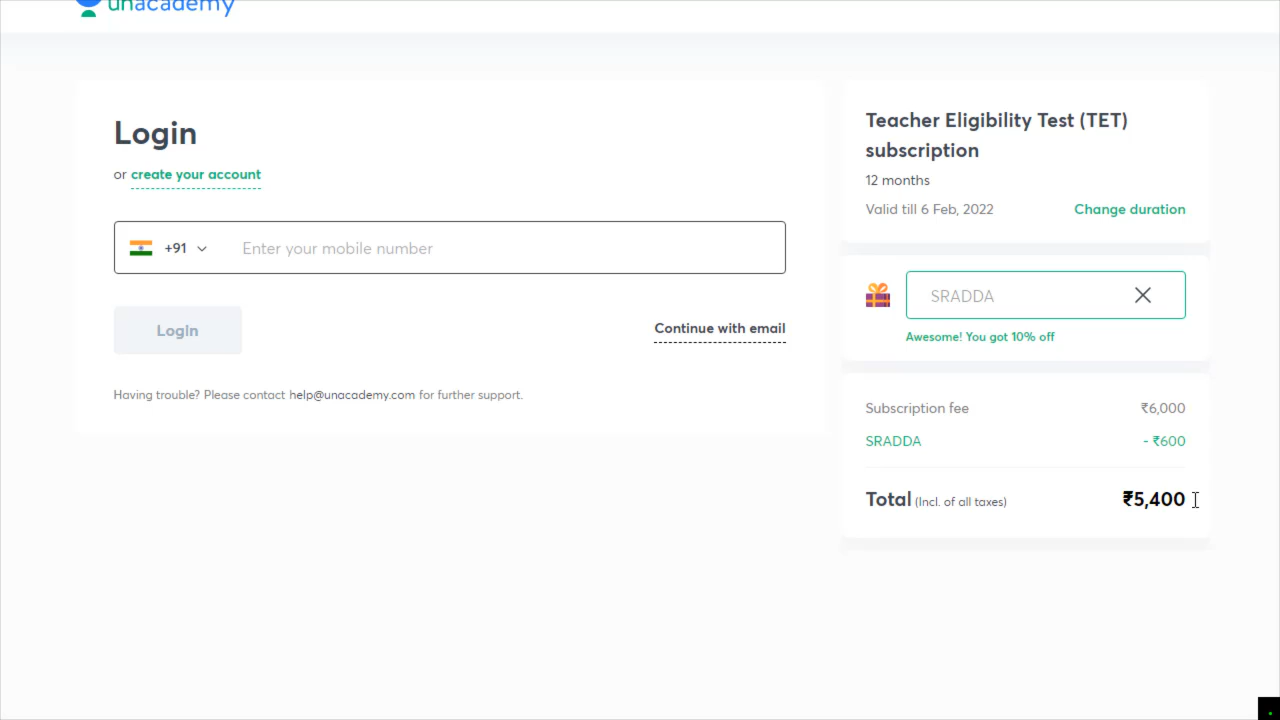 unacademy
Login
or create your account
+91
Enter your mobile number
LogIn
Continue with email
Having trouble? Please contact help@unacademy.com for further support.
Teacher Eligibility Test (TET)
subscription
12 months
Valid till 6 Feb, 2022
Change duration
SRADDA
Awesome! You got 10% off
Subscription fee ₹6,000
SRADDA - ₹600
Total (Incl. of all taxes) ₹5,400